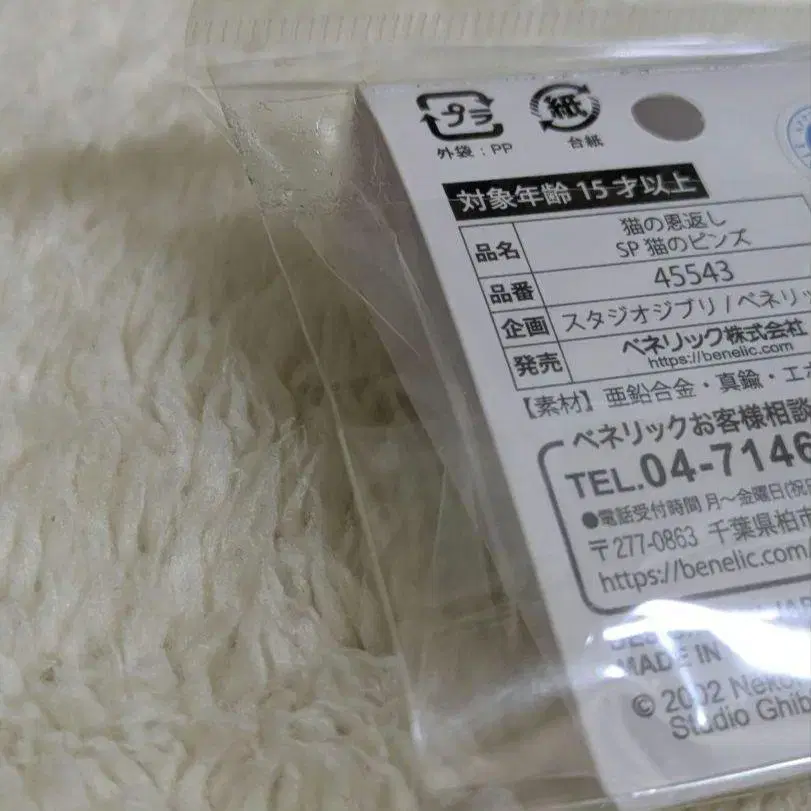 プラ
紙
外袋：PP
台紙
対象年齢15才以上
品名 猫の恩返し
SP 猫のピンズ
品番 45543
企画 スタジオジブリ / ベネリッ
発売 ベネリック株式会社
https://benelic.com
【素材】亜鉛合金・真鍮・エポ
ベネリックお客様相談
TEL.04-7146
●電話受付時間 月～金曜日(祝
〒277-0863 千葉県柏市
https://benelic.com
MADE IN
© 2002 Neko
Studio Ghib